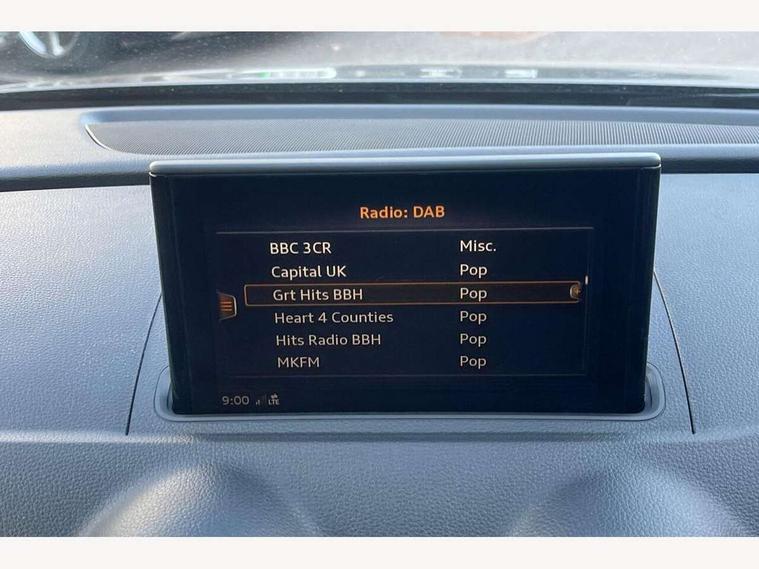 Radio: DAB
BBC 3CR Misc.
Capital UK Pop
Grt Hits BBH Pop
Heart 4 Counties Pop
Hits Radio BBH Pop
MKFM Pop
9:00 LTE